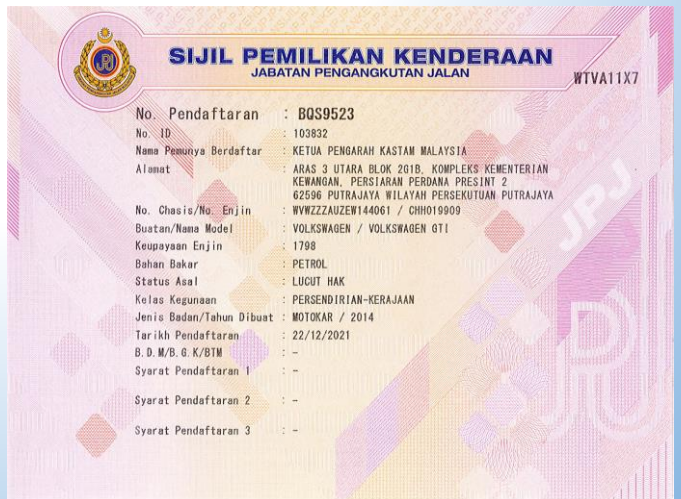 SIJIL PEMILIKAN KENDERAAN
JABATAN PENGANGKUTAN JALAN
WTVA11X7
No. Pendaftaran : BQS9523
No. ID : 103832
Nama Pemunya Berdaftar : KETUA PENGARAH KASTAM MALAYSIA
Alamat : ARAS 3 UTARA BLOK 2G1B, KOMPLEKS KEMENTERIAN
KEWANGAN, PERSIARAN PERDANA PRESINT 2
62596 PUTRAJAYA WILAYAH PERSEKUTUAN PUTRAJAYA
No. Chasis/No. Enjin : WVWZZZAUZEW144061 / CHH019909
Buatan/Nama Model : VOLKSWAGEN / VOLKSWAGEN GTI
Keupayaan Enjin : 1798
Bahan Bakar : PETROL
Status Asal : LUCUT HAK
Kelas Kegunaan : PERSENDIRIAN-KERAJAAN
Jenis Badan/Tahun Dibuat : MOTOKAR / 2014
Tarikh Pendaftaran : 22/12/2021
B.D.M/B.G.K/BTM : -
Syarat Pendaftaran 1 : -
Syarat Pendaftaran 2 : -
Syarat Pendaftaran 3 : -
JPJ